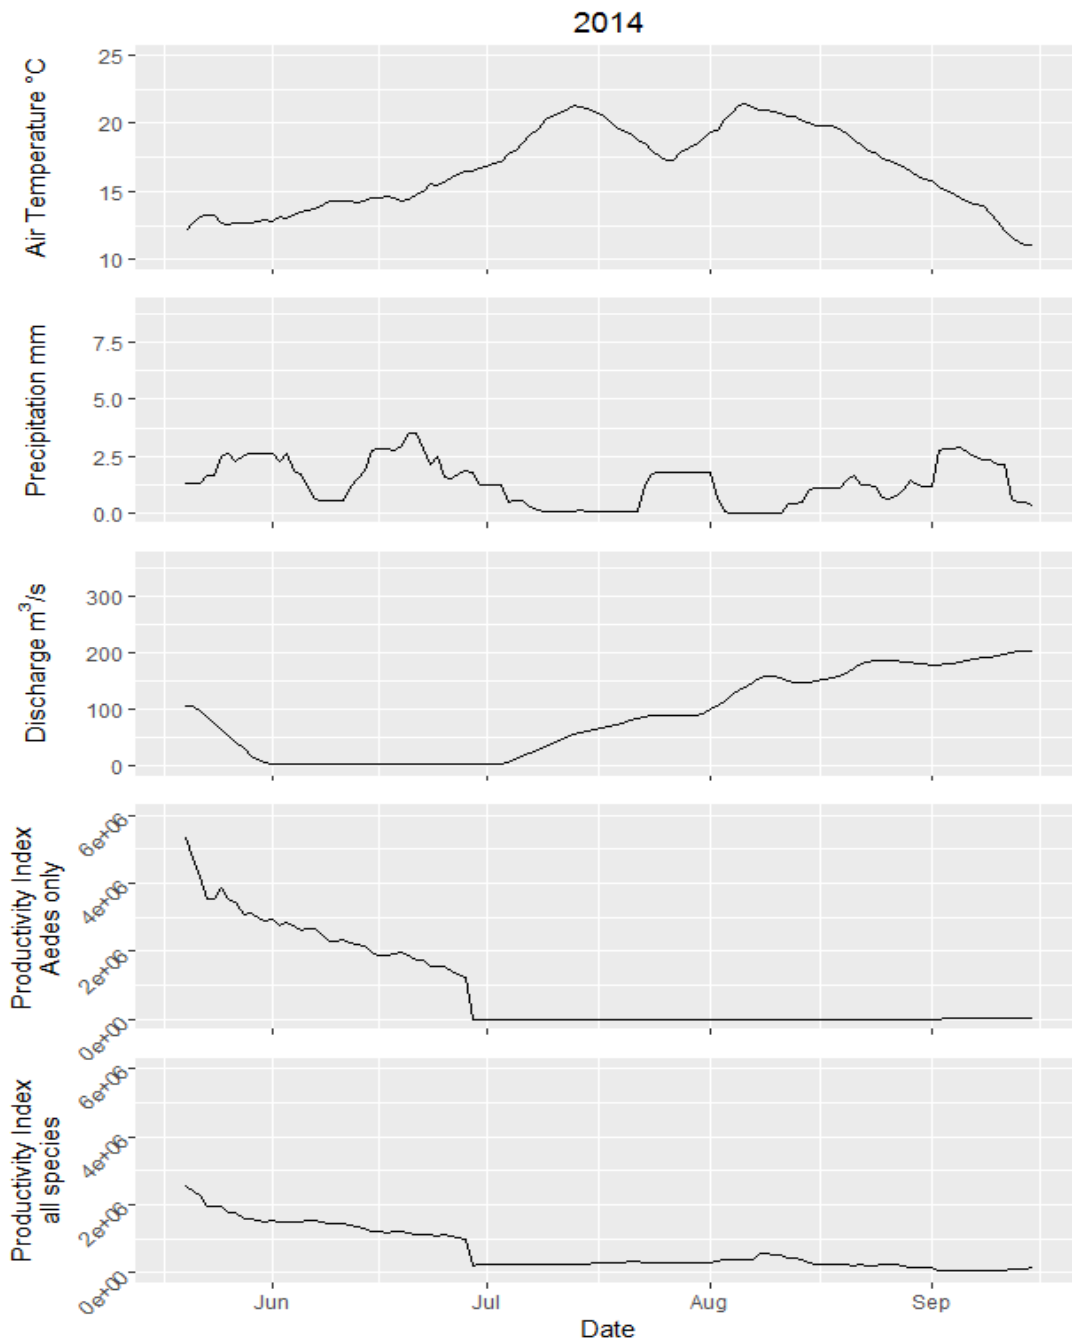 2014
Air Temperature °C
25
20
15
10
Precipitation mm
7.5
5.0
2.5
0.0
Discharge m³/s
300
200
100
0
Productivity Index
Aedes only
6e+06
4e+06
2e+06
0e+00
Productivity Index
all species
6e+06
4e+06
2e+06
0e+00
Jun
Jul
Aug
Sep
Date